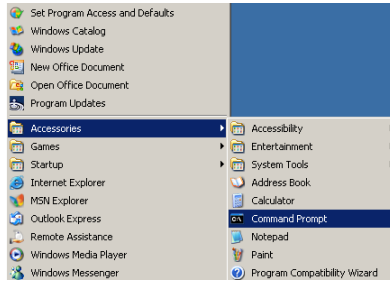 Set Program Access and Defaults
Windows Catalog
Windows Update
New Office Document
Open Office Document
Program Updates
Accessories
Games
Startup
Internet Explorer
MSN Explorer
Outlook Express
Remote Assistance
Windows Media Player
Windows Messenger
Accessibility
Entertainment
System Tools
Address Book
Calculator
Command Prompt
Notepad
Paint
Program Compatibility Wizard